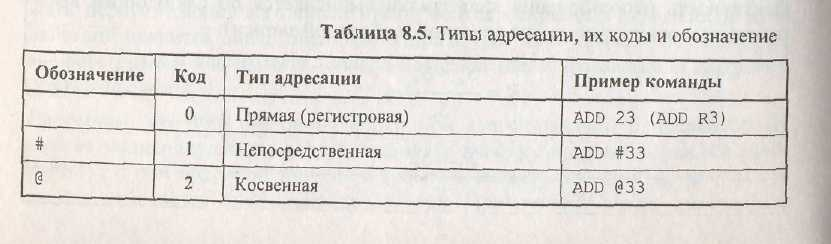 Таблица 8.5. Типы адресации, их коды и обозначение
Обозначение Код Тип адресации Пример команды
0 Прямая (регистровая) ADD 23 (ADD R3)
# 1 Непосредственная ADD #33
@ 2 Косвенная ADD @33